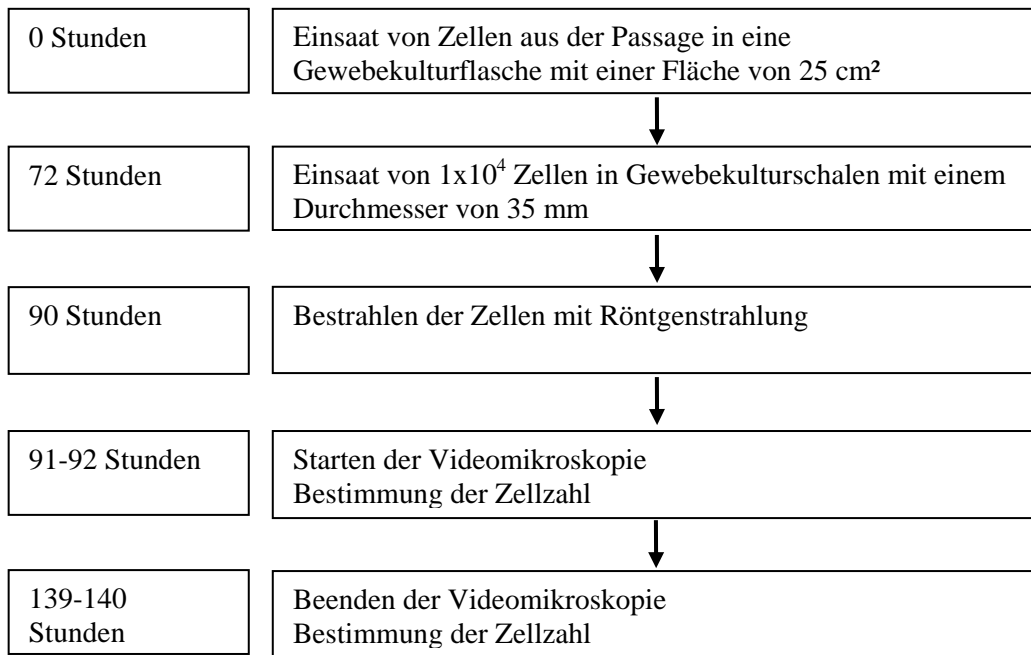 0 Stunden
Einsaat von Zellen aus der Passage in eine
Gewebekulturflasche mit einer Fläche von 25 cm²
72 Stunden
Einsaat von 1x10⁴ Zellen in Gewebekulturschalen mit einem
Durchmesser von 35 mm
90 Stunden
Bestrahlen der Zellen mit Röntgenstrahlung
91-92 Stunden
Starten der Videomikroskopie
Bestimmung der Zellzahl
139-140
Stunden
Beenden der Videomikroskopie
Bestimmung der Zellzahl